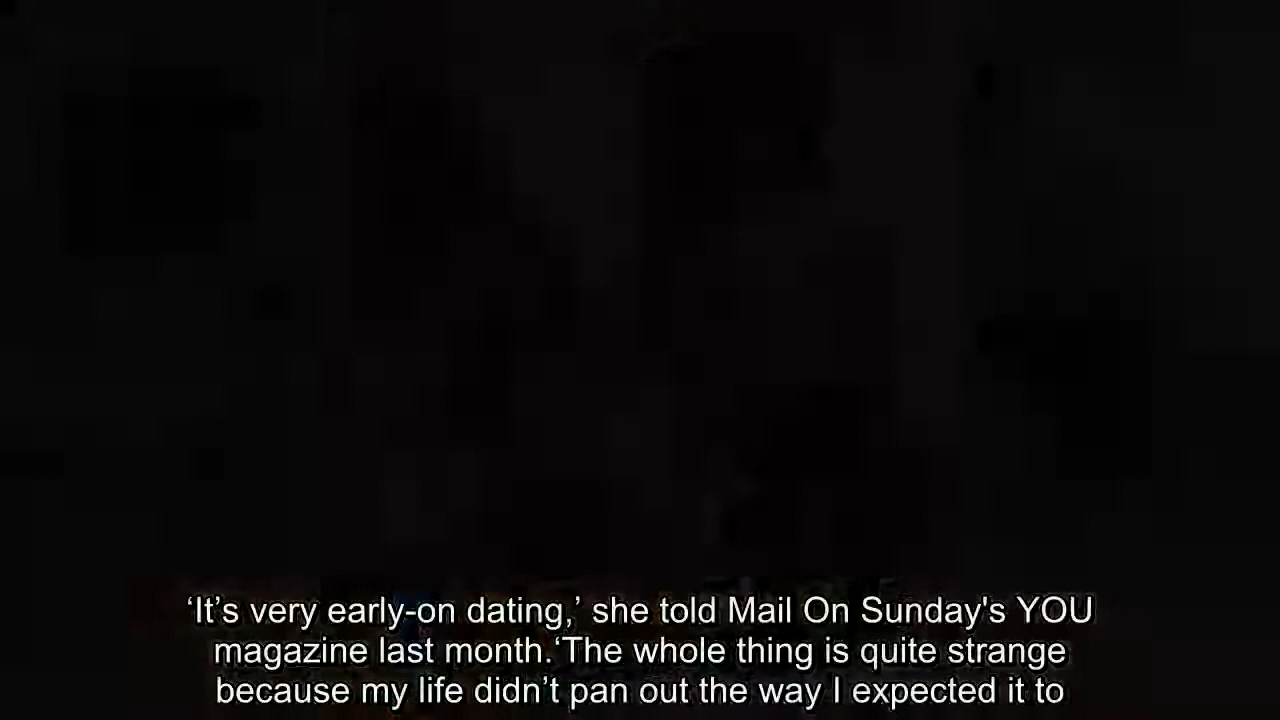 ‘It’s very early-on dating,’ she told Mail On Sunday's YOU
magazine last month.‘The whole thing is quite strange
because my life didn’t pan out the way I expected it to